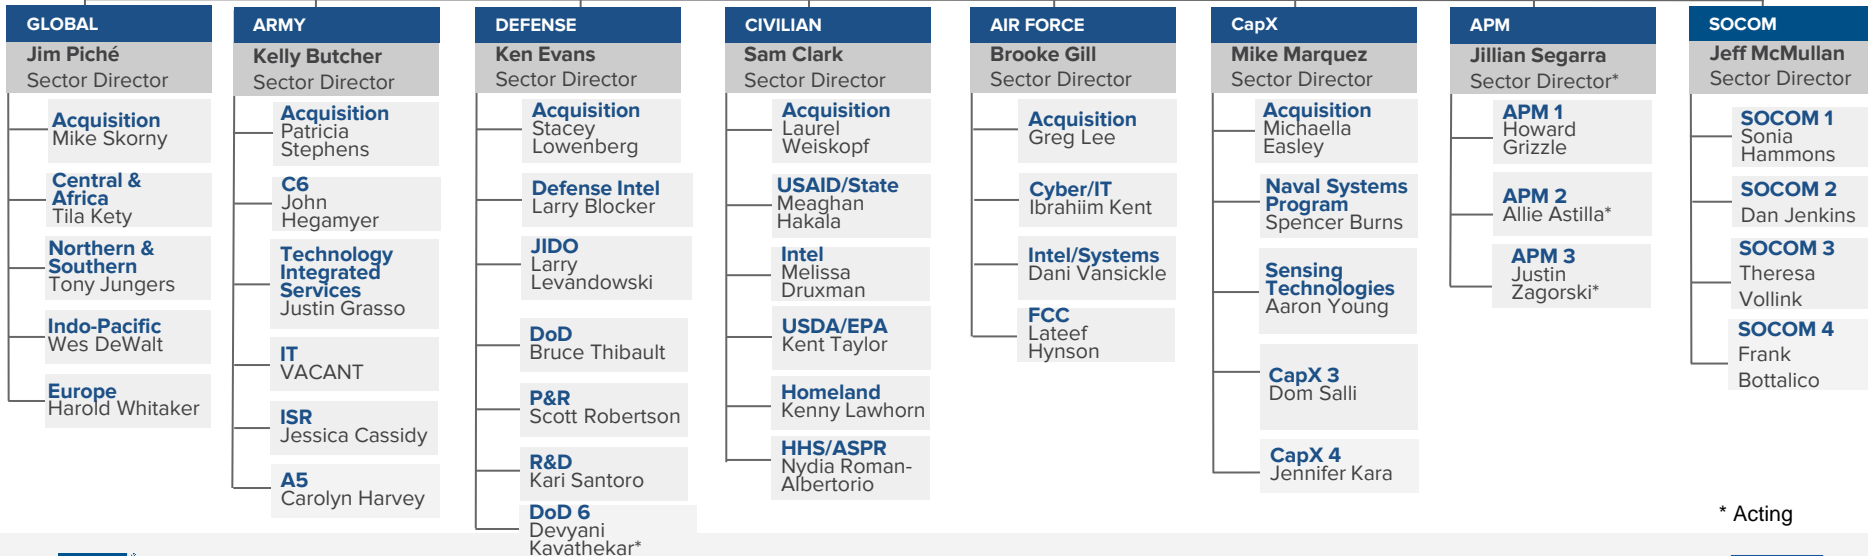 GLOBAL
Jim Piché
Sector Director
Acquisition
Mike Skorny
Central &
Africa
Tila Kety
Northern &
Southern
Tony Jungers
Indo-Pacific
Wes DeWalt
Europe
Harold Whitaker
ARMY
Kelly Butcher
Sector Director
Acquisition
Patricia
Stephens
C6
John
Hegamyer
Technology
Integrated
Services
Justin Grasso
IT
VACANT
ISR
Jessica Cassidy
A5
Carolyn Harvey
DEFENSE
Ken Evans
Sector Director
Acquisition
Stacey
Lowenberg
Defense Intel
Larry Blocker
JIDO
Larry
Levandowski
DoD
Bruce Thibault
P&R
Scott Robertson
R&D
Kari Santoro
DoD 6
Devyani
Kavathekar*
CIVILIAN
Sam Clark
Sector Director
Acquisition
Laurel
Weiskopf
USAID/State
Meaghan
Hakala
Intel
Melissa
Druxman
USDA/EPA
Kent Taylor
Homeland
Kenny Lawhorn
HHS/ASPR
Nydia Roman-
Albertorio
AIR FORCE
Brooke Gill
Sector Director
Acquisition
Greg Lee
Cyber/IT
Ibrahiim Kent
Intel/Systems
Dani Vansickle
FCC
Lateef
Hynson
CapX
Mike Marquez
Sector Director
Acquisition
Michaella
Easley
Naval Systems
Program
Spencer Burns
Sensing
Technologies
Aaron Young
CapX 3
Dom Salli
CapX 4
Jennifer Kara
APM
Jillian Segarra
Sector Director*
APM 1
Howard
Grizzle
APM 2
Allie Astilla*
APM 3
Justin
Zagorski*
SOCOM
Jeff McMullan
Sector Director
SOCOM 1
Sonia
Hammons
SOCOM 2
Dan Jenkins
SOCOM 3
Theresa
Vollink
SOCOM 4
Frank
Bottalico
* Acting